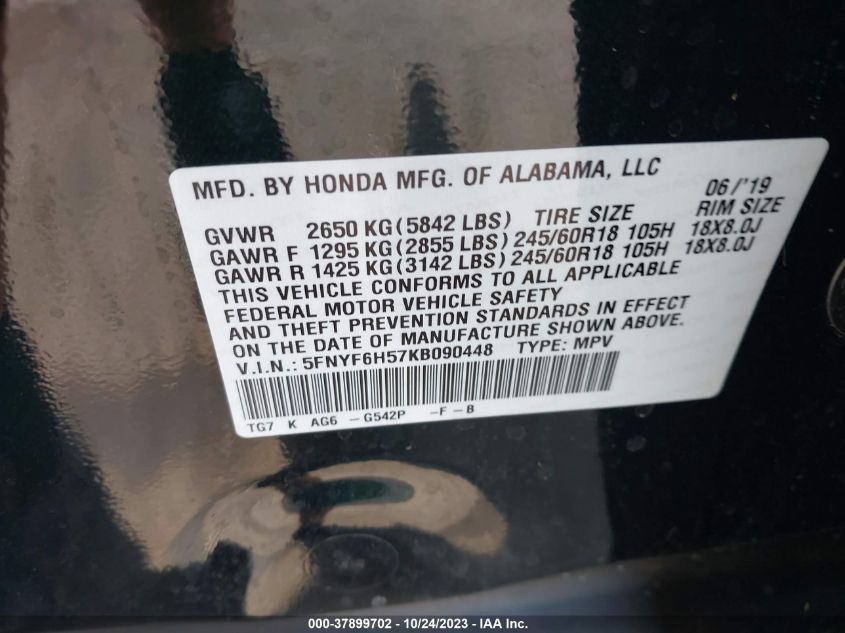 MFD. BY HONDA MFG. OF ALABAMA, LLC 06/'19
GVWR 2650 KG(5842 LBS) TIRE SIZE RIM SIZE
GAWR F 1295 KG(2855 LBS)245/60R18 105H 18X8.0J
GAWR R 1425 KG(3142 LBS)245/60R18 105H 18X8.0J
THIS VEHICLE CONFORMS TO ALL APPLICABLE
FEDERAL MOTOR VEHICLE SAFETY
AND THEFT PREVENTION STANDARDS IN EFFECT
ON THE DATE OF MANUFACTURE SHOWN ABOVE.
V.I.N.: 5FNYF6H57KB090448 TYPE: MPV
TG7 K AG6 - G542P -F-B
000-37899702 - 10/24/2023 - IAA Inc.